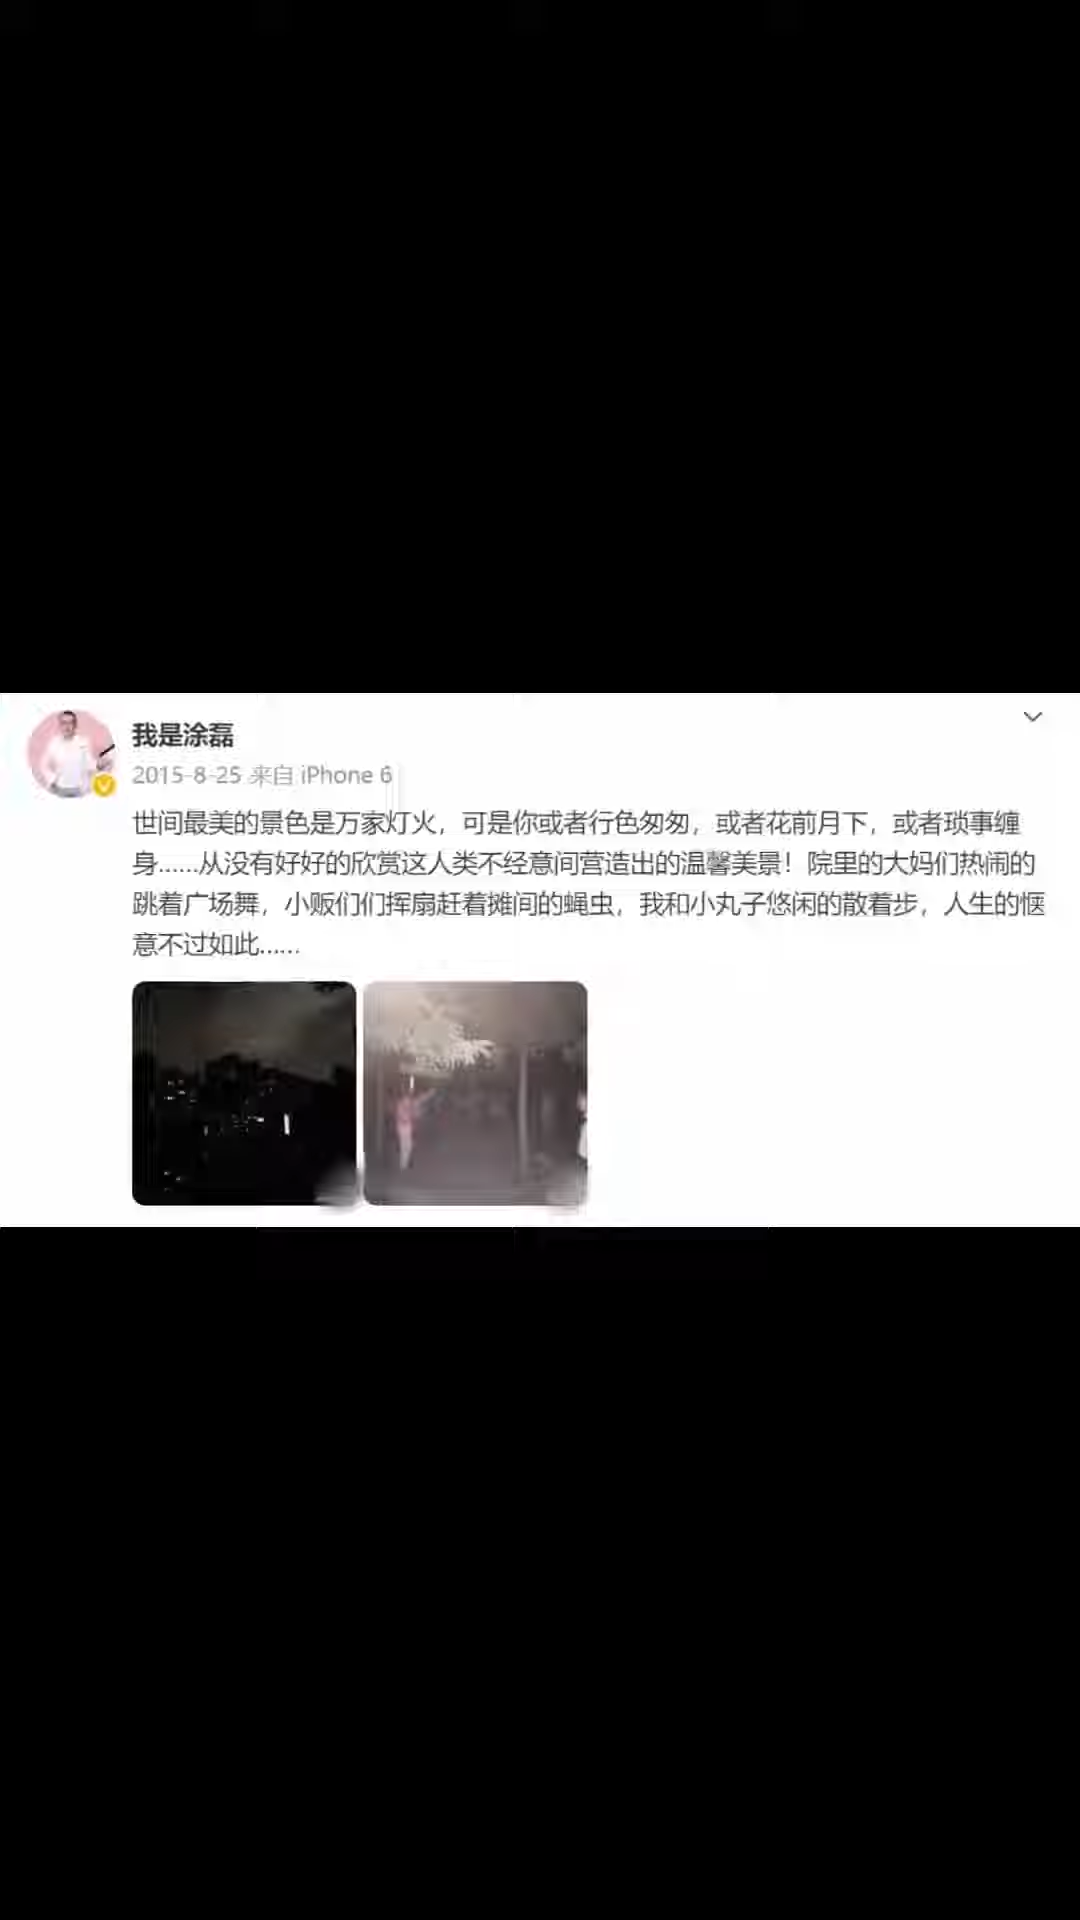 我是涂磊
2015-8-25 来自 iPhone 6
世间最美的景色是万家灯火，可是你或者行色匆匆，或者花前月下，或者琐事缠
身......从没有好好的欣赏这人类不经意间营造出的温馨美景！院里的大妈们热闹的
跳着广场舞，小贩们们挥扇赶着摊间的蝇虫，我和小丸子悠闲的散着步，人生的惬
意不过如此......